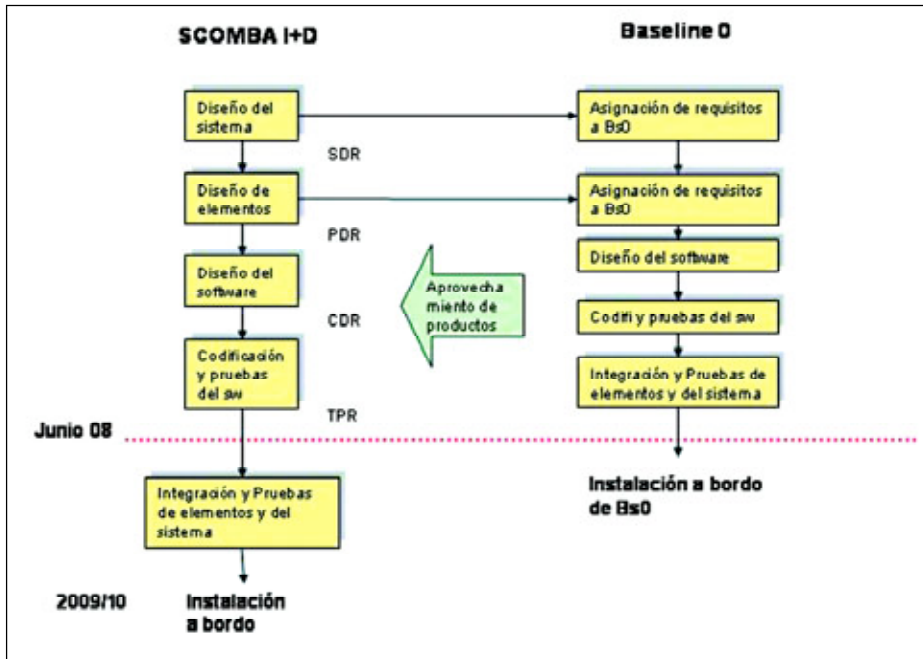 SCOMBA I+D
Baseline 0
Diseño del
sistema
Asignación de requisitos
a Bs0
SDR
Diseño de
elementos
Asignación de requisitos
a Bs0
PDR
Diseño del software
Diseño del
software
Aprovecha
miento de
productos
CDR
Codifi y pruebas del sw
Codificación
y pruebas
del sw
Integración y Pruebas de
elementos y del sistema
TPR
Junio 08
Integración y Pruebas
de elementos y del
sistema
Instalación a bordo
de Bs0
2009/10
Instalación
a bordo